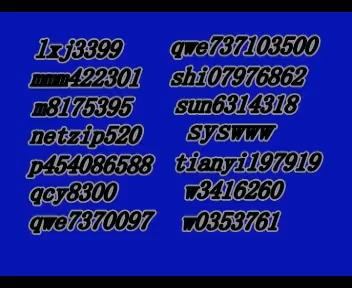 lxj3399 qwe737103500
mmm422301 shi07976862
m8175395 sun6314318
netzip520 syswww
p454086588 tianyi197919
qcy8300 w3416260
qwe7370097 w0353761